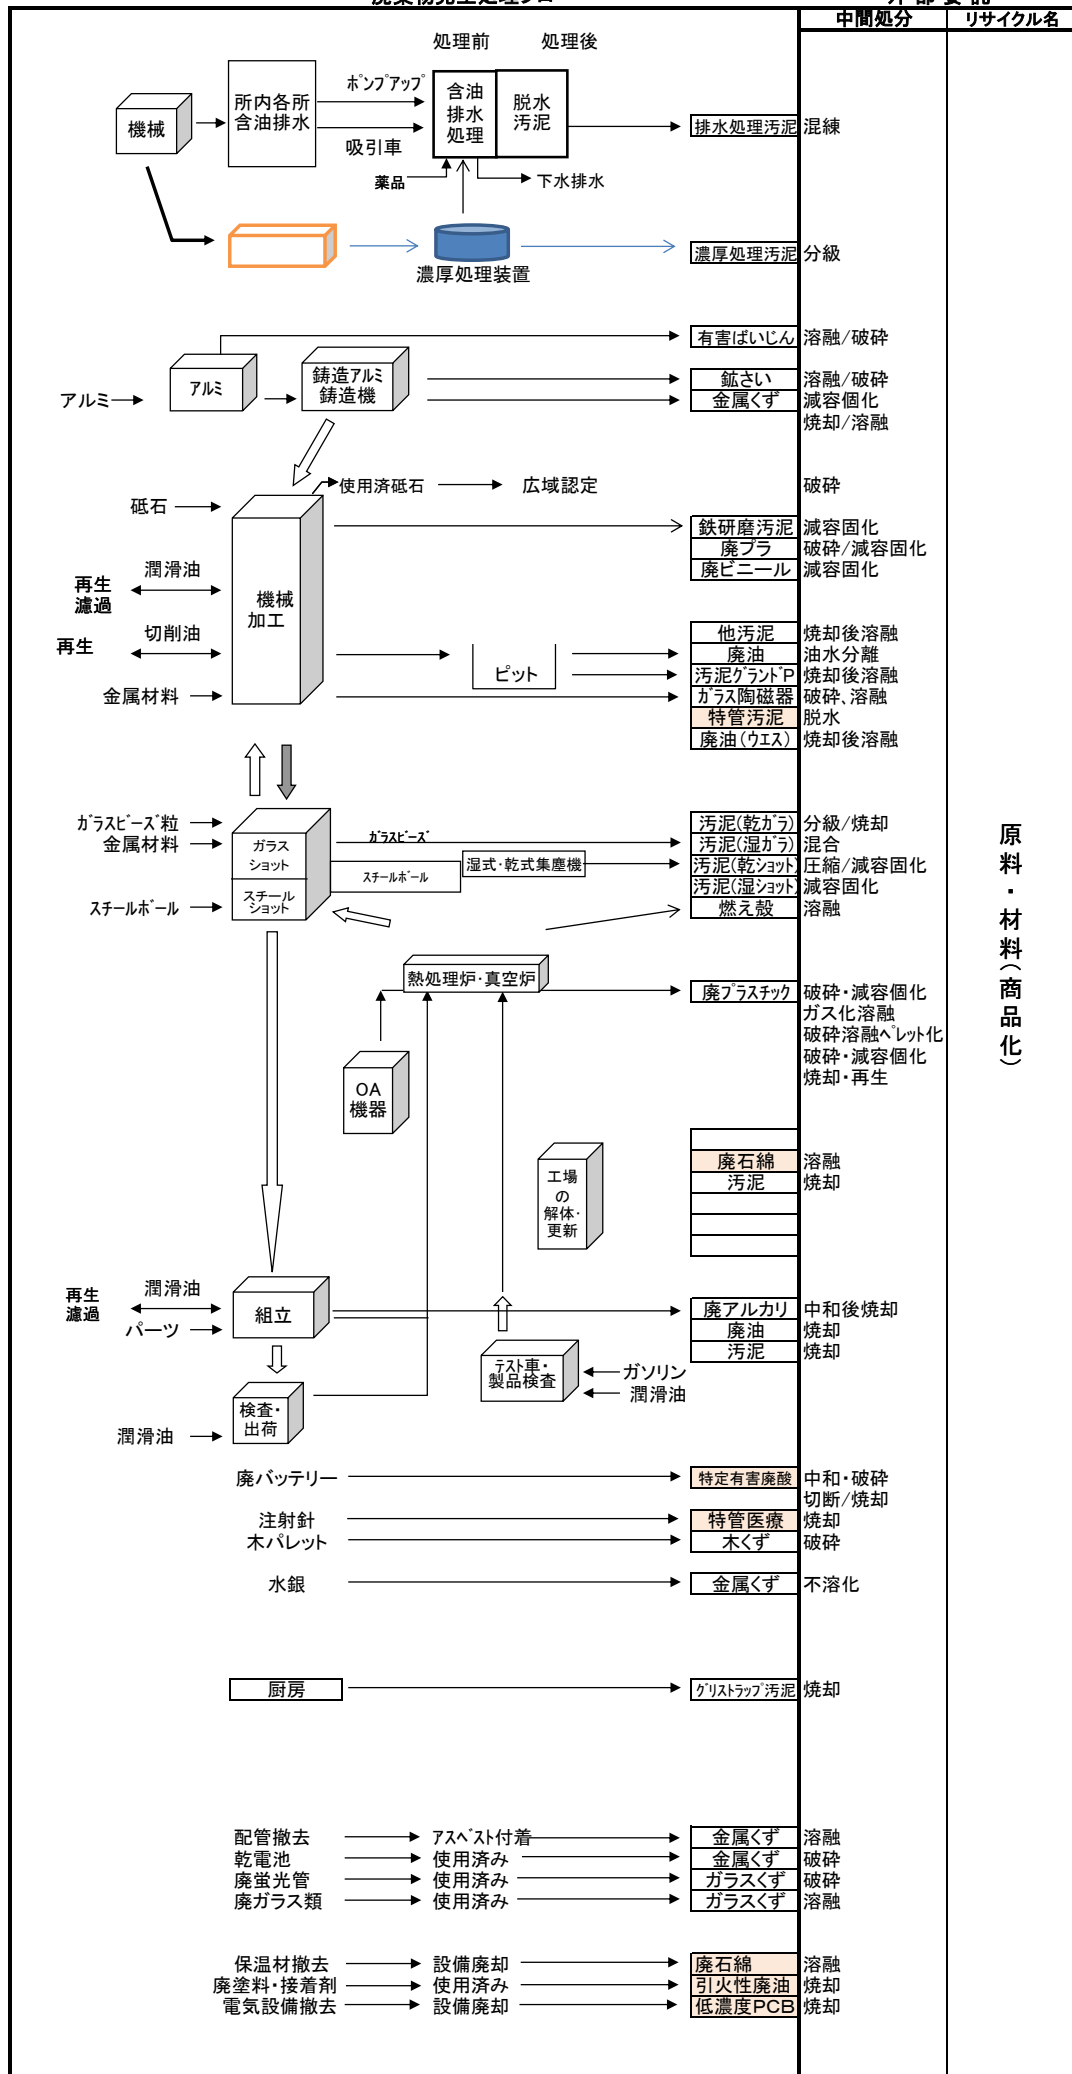 中間処分
リサイクル名
処理前
処理後
機械
所内各所
含油排水
ﾎﾟﾝﾌﾟｱｯﾌﾟ
吸引車
含油
排水
処理
脱水
汚泥
薬品
下水排水
排水処理汚泥
混練
濃厚処理装置
濃厚処理汚泥
分級
有害ばいじん
溶融/破砕
アルミ
アルミ
鋳造ｱﾙﾐ
鋳造機
鉱さい
溶融/破砕
金属くず
減容個化
焼却/溶融
砥石
使用済砥石
広域認定
破砕
鉄研磨汚泥
減容固化
廃プラ
破砕/減容固化
廃ビニール
減容固化
潤滑油
再生
濾過
機械
加工
切削油
再生
金属材料
ピット
他汚泥
焼却後溶融
廃油
油水分離
汚泥ｸﾞﾗﾝﾄﾞP
焼却後溶融
ｶﾞﾗｽ陶磁器
破砕、溶融
特管汚泥
脱水
廃油(ｳｴｽ)
焼却後溶融
ｶﾞﾗｽﾋﾞｰｽﾞ粒
金属材料
ガラス
ショット
スチール
ショット
ｽﾁｰﾙﾎﾞｰﾙ
ｶﾞﾗｽﾋﾞｰｽﾞ
ｽﾁｰﾙﾎﾞｰﾙ
湿式・乾式集塵機
汚泥(乾ｶﾞﾗ)
分級/焼却
汚泥(湿ｶﾞﾗ)
混合
汚泥(乾ｼｮｯﾄ)
圧縮/減容固化
汚泥(湿ｼｮｯﾄ)
減容固化
燃え殻
溶融
原料・材料(商品化)
熱処理炉・真空炉
廃ﾌﾟﾗｽﾁｯｸ
破砕・減容個化
ガス化溶融
破砕溶融ﾍﾟﾚｯﾄ化
破砕・減容個化
焼却・再生
OA
機器
工場
の
解体・
更新
廃石綿
溶融
汚泥
焼却
潤滑油
再生
濾過
パーツ
組立
廃アルカリ
中和後焼却
廃油
焼却
汚泥
焼却
ﾃｽﾄ車・
製品検査
ガソリン
潤滑油
検査・
出荷
潤滑油
廃バッテリー
特定有害廃酸
中和・破砕
切断/焼却
注射針
特管医療
焼却
木パレット
木くず
破砕
水銀
金属くず
不溶化
厨房
ｸﾞﾘｽﾄﾗｯﾌﾟ汚泥
焼却
配管撤去
ｱｽﾍﾞｽﾄ付着
金属くず
溶融
乾電池
使用済み
金属くず
破砕
廃蛍光管
使用済み
ガラスくず
破砕
廃ガラス類
使用済み
ガラスくず
溶融
保温材撤去
設備廃却
廃石綿
溶融
廃塗料・接着剤
使用済み
引火性廃油
焼却
電気設備撤去
設備廃却
低濃度PCB
焼却